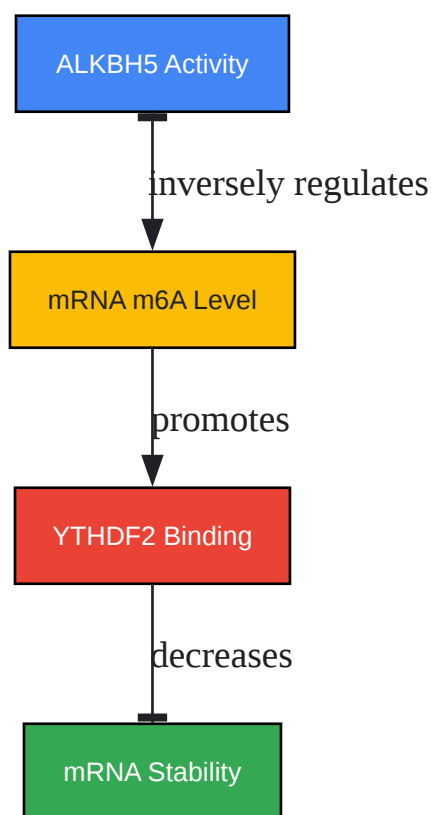 ALKBH5 Activity
inversely regulates
mRNA m6A Level
promotes
YTHDF2 Binding
decreases
mRNA Stability